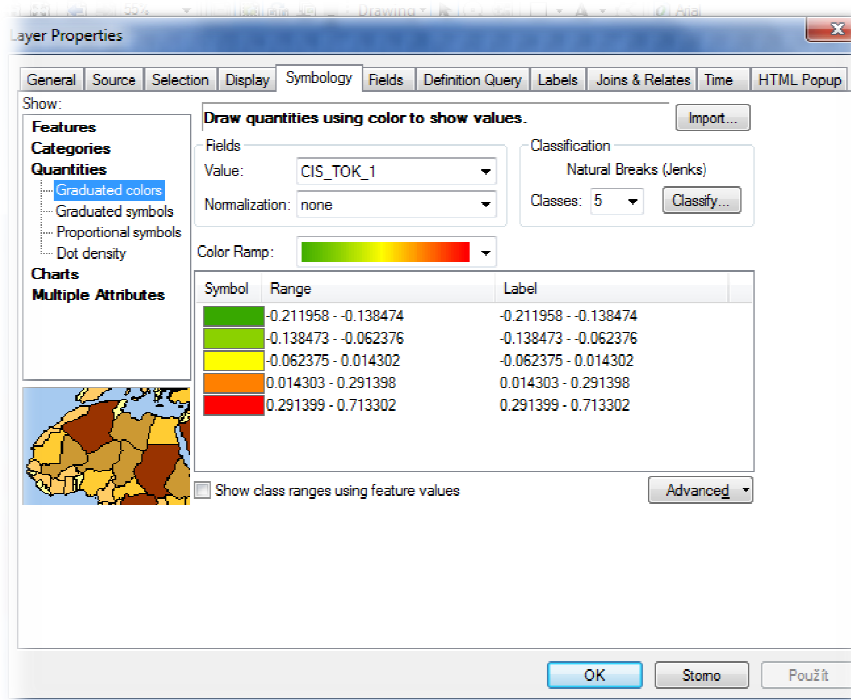 55%
Drawing
A
Arial
Layer Properties
General Source Selection Display Symbology Fields Definition Query Labels Joins & Relates Time HTML Popup
Show:
Features
Categories
Quantities
Graduated colors
Graduated symbols
Proportional symbols
Dot density
Charts
Multiple Attributes
Draw quantities using color to show values.
Import...
Fields
Value: CIS_TOK_1
Normalization: none
Classification
Natural Breaks (Jenks)
Classes: 5 Classify...
Color Ramp:
Symbol Range Label
-0.211958 - -0.138474 -0.211958 - -0.138474
-0.138473 - -0.062376 -0.138473 - -0.062376
-0.062375 - 0.014302 -0.062375 - 0.014302
0.014303 - 0.291398 0.014303 - 0.291398
0.291399 - 0.713302 0.291399 - 0.713302
Show class ranges using feature values
Advanced
OK Storno Použít